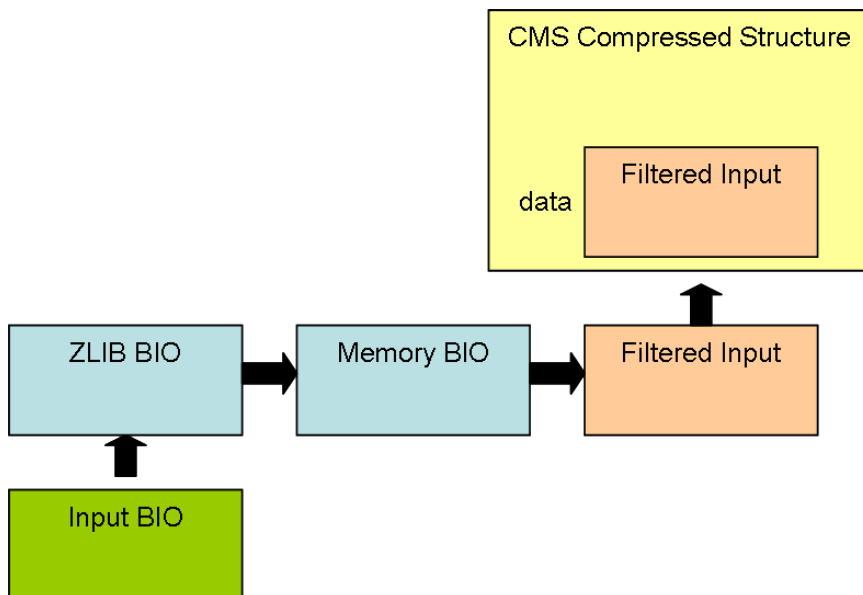 CMS Compressed Structure
Filtered Input
data
ZLIB BIO
Memory BIO
Filtered Input
Input BIO